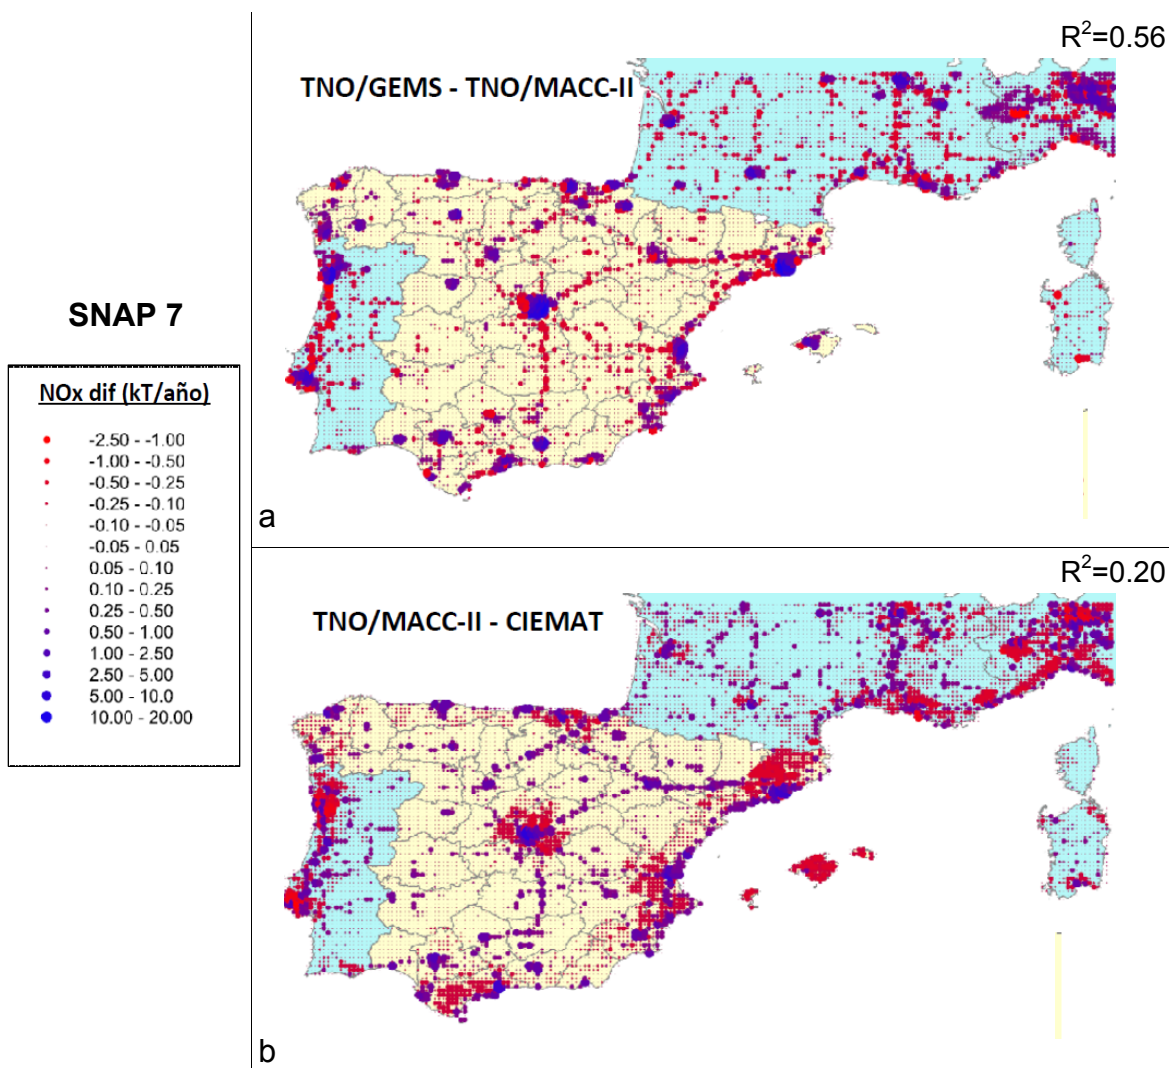 SNAP 7
NOx dif (kT/año)
-2.50 - -1.00
-1.00 - -0.50
-0.50 - -0.25
-0.25 - -0.10
-0.10 - -0.05
-0.05 - 0.05
0.05 - 0.10
0.10 - 0.25
0.25 - 0.50
0.50 - 1.00
1.00 - 2.50
2.50 - 5.00
5.00 - 10.0
10.00 - 20.00
R²=0.56
TNO/GEMS - TNO/MACC-II
a
R²=0.20
TNO/MACC-II - CIEMAT
b